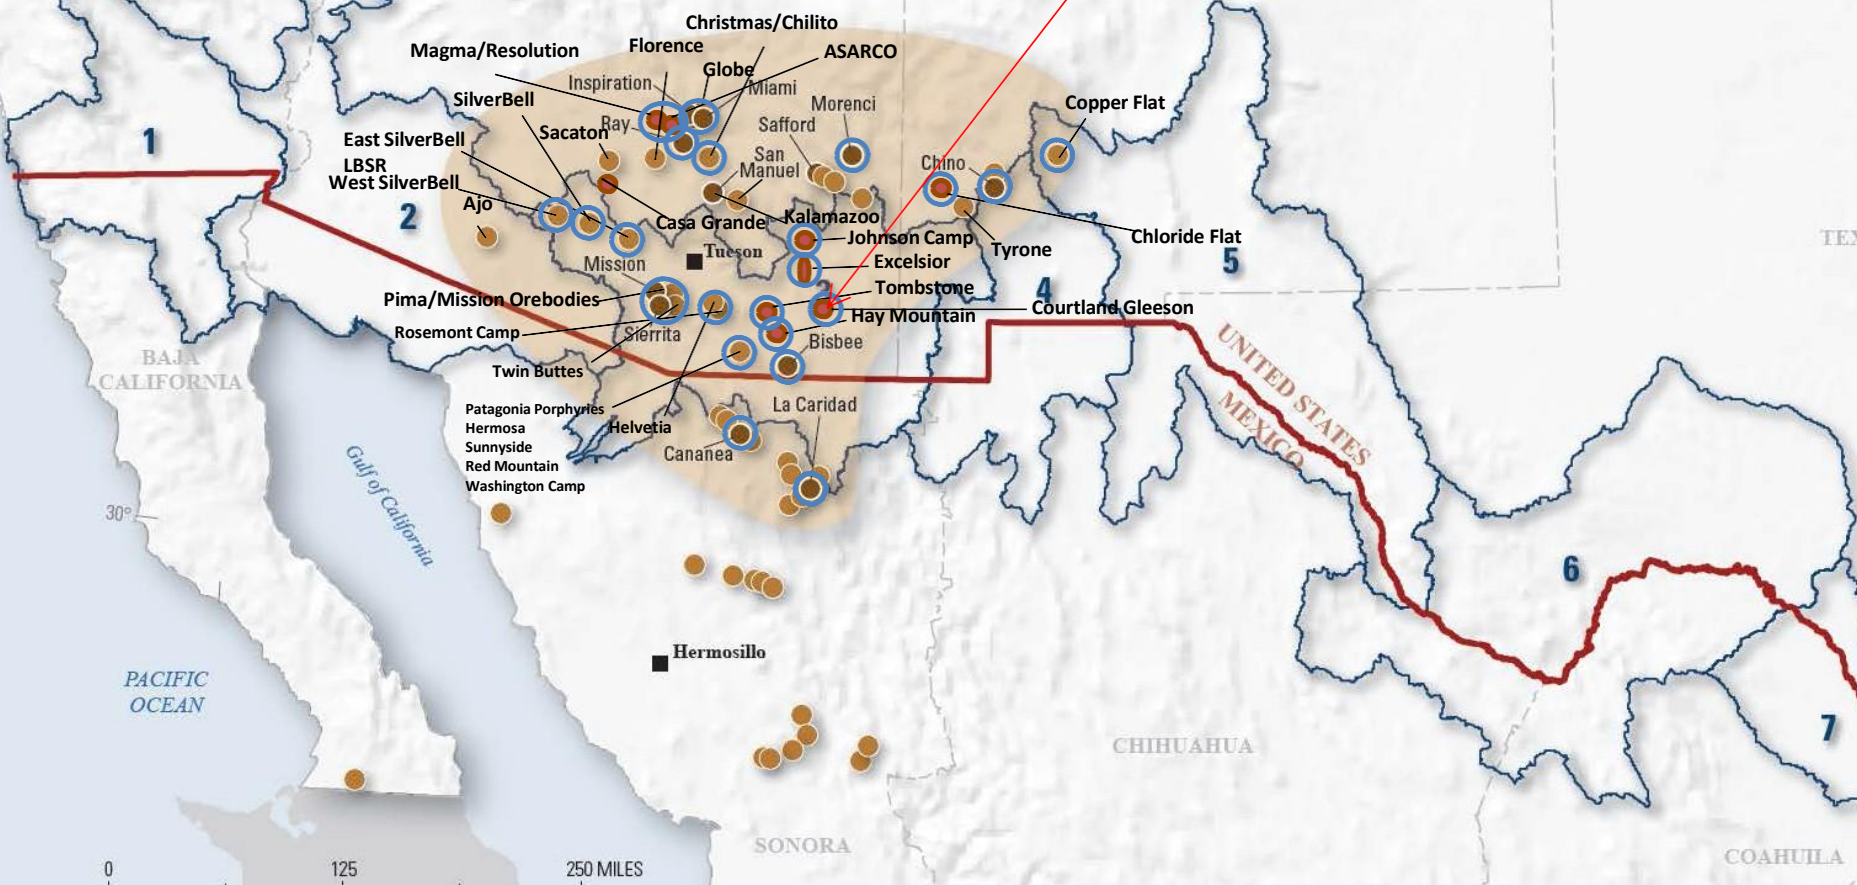 Christmas/Chilito
Magma/Resolution
Florence
ASARCO
Globe
Inspiration
Miami
SilverBell
Morenci
Copper Flat
Ray
Safford
Sacaton
1
East SilverBell
LBSR
San
Manuel
Chino
West SilverBell
Ajo
2
Casa Grande
Kalamazoo
Johnson Camp
Tyrone
Chloride Flat
TEX
Tucson
Mission
Excelsior
5
4
Tombstone
Pima/Mission Orebodies
Courtland Gleeson
Hay Mountain
Rosemont Camp
Sierrita
Bisbee
BAJA
CALIFORNIA
Twin Buttes
UNITED STATES
MEXICO
La Caridad
Patagonia Porphyries
Hermosa
Sunnyside
Red Mountain
Washington Camp
Helvetia
Cananea
Gulf of California
30°
6
Hermosillo
PACIFIC
OCEAN
7
CHIHUAHUA
SONORA
COAHUILA
0 125 250 MILES